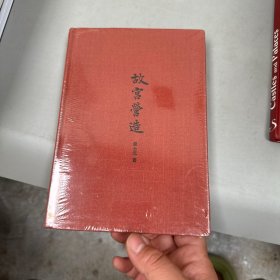 故宫营造
Castles and Palaces